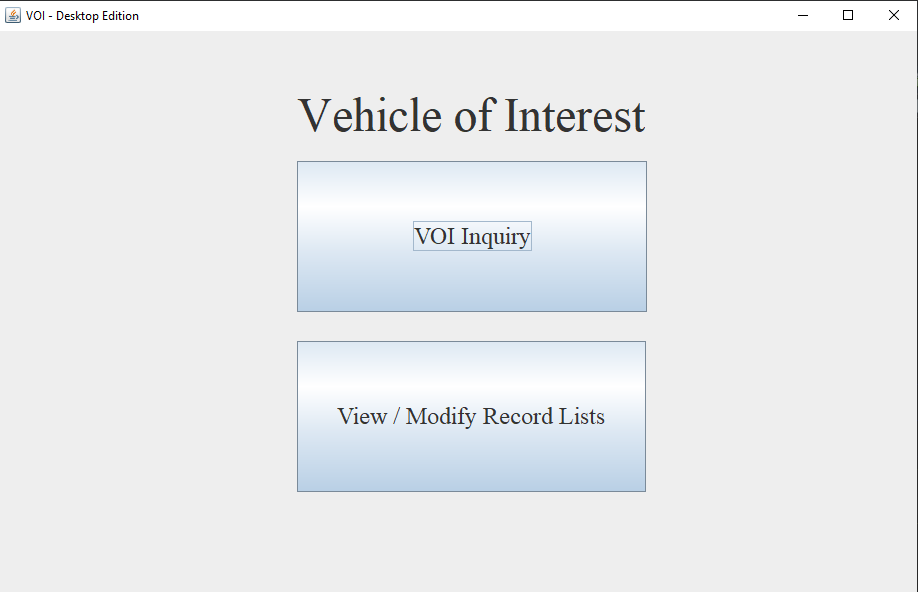 VOI - Desktop Edition
Vehicle of Interest
VOI Inquiry
View / Modify Record Lists